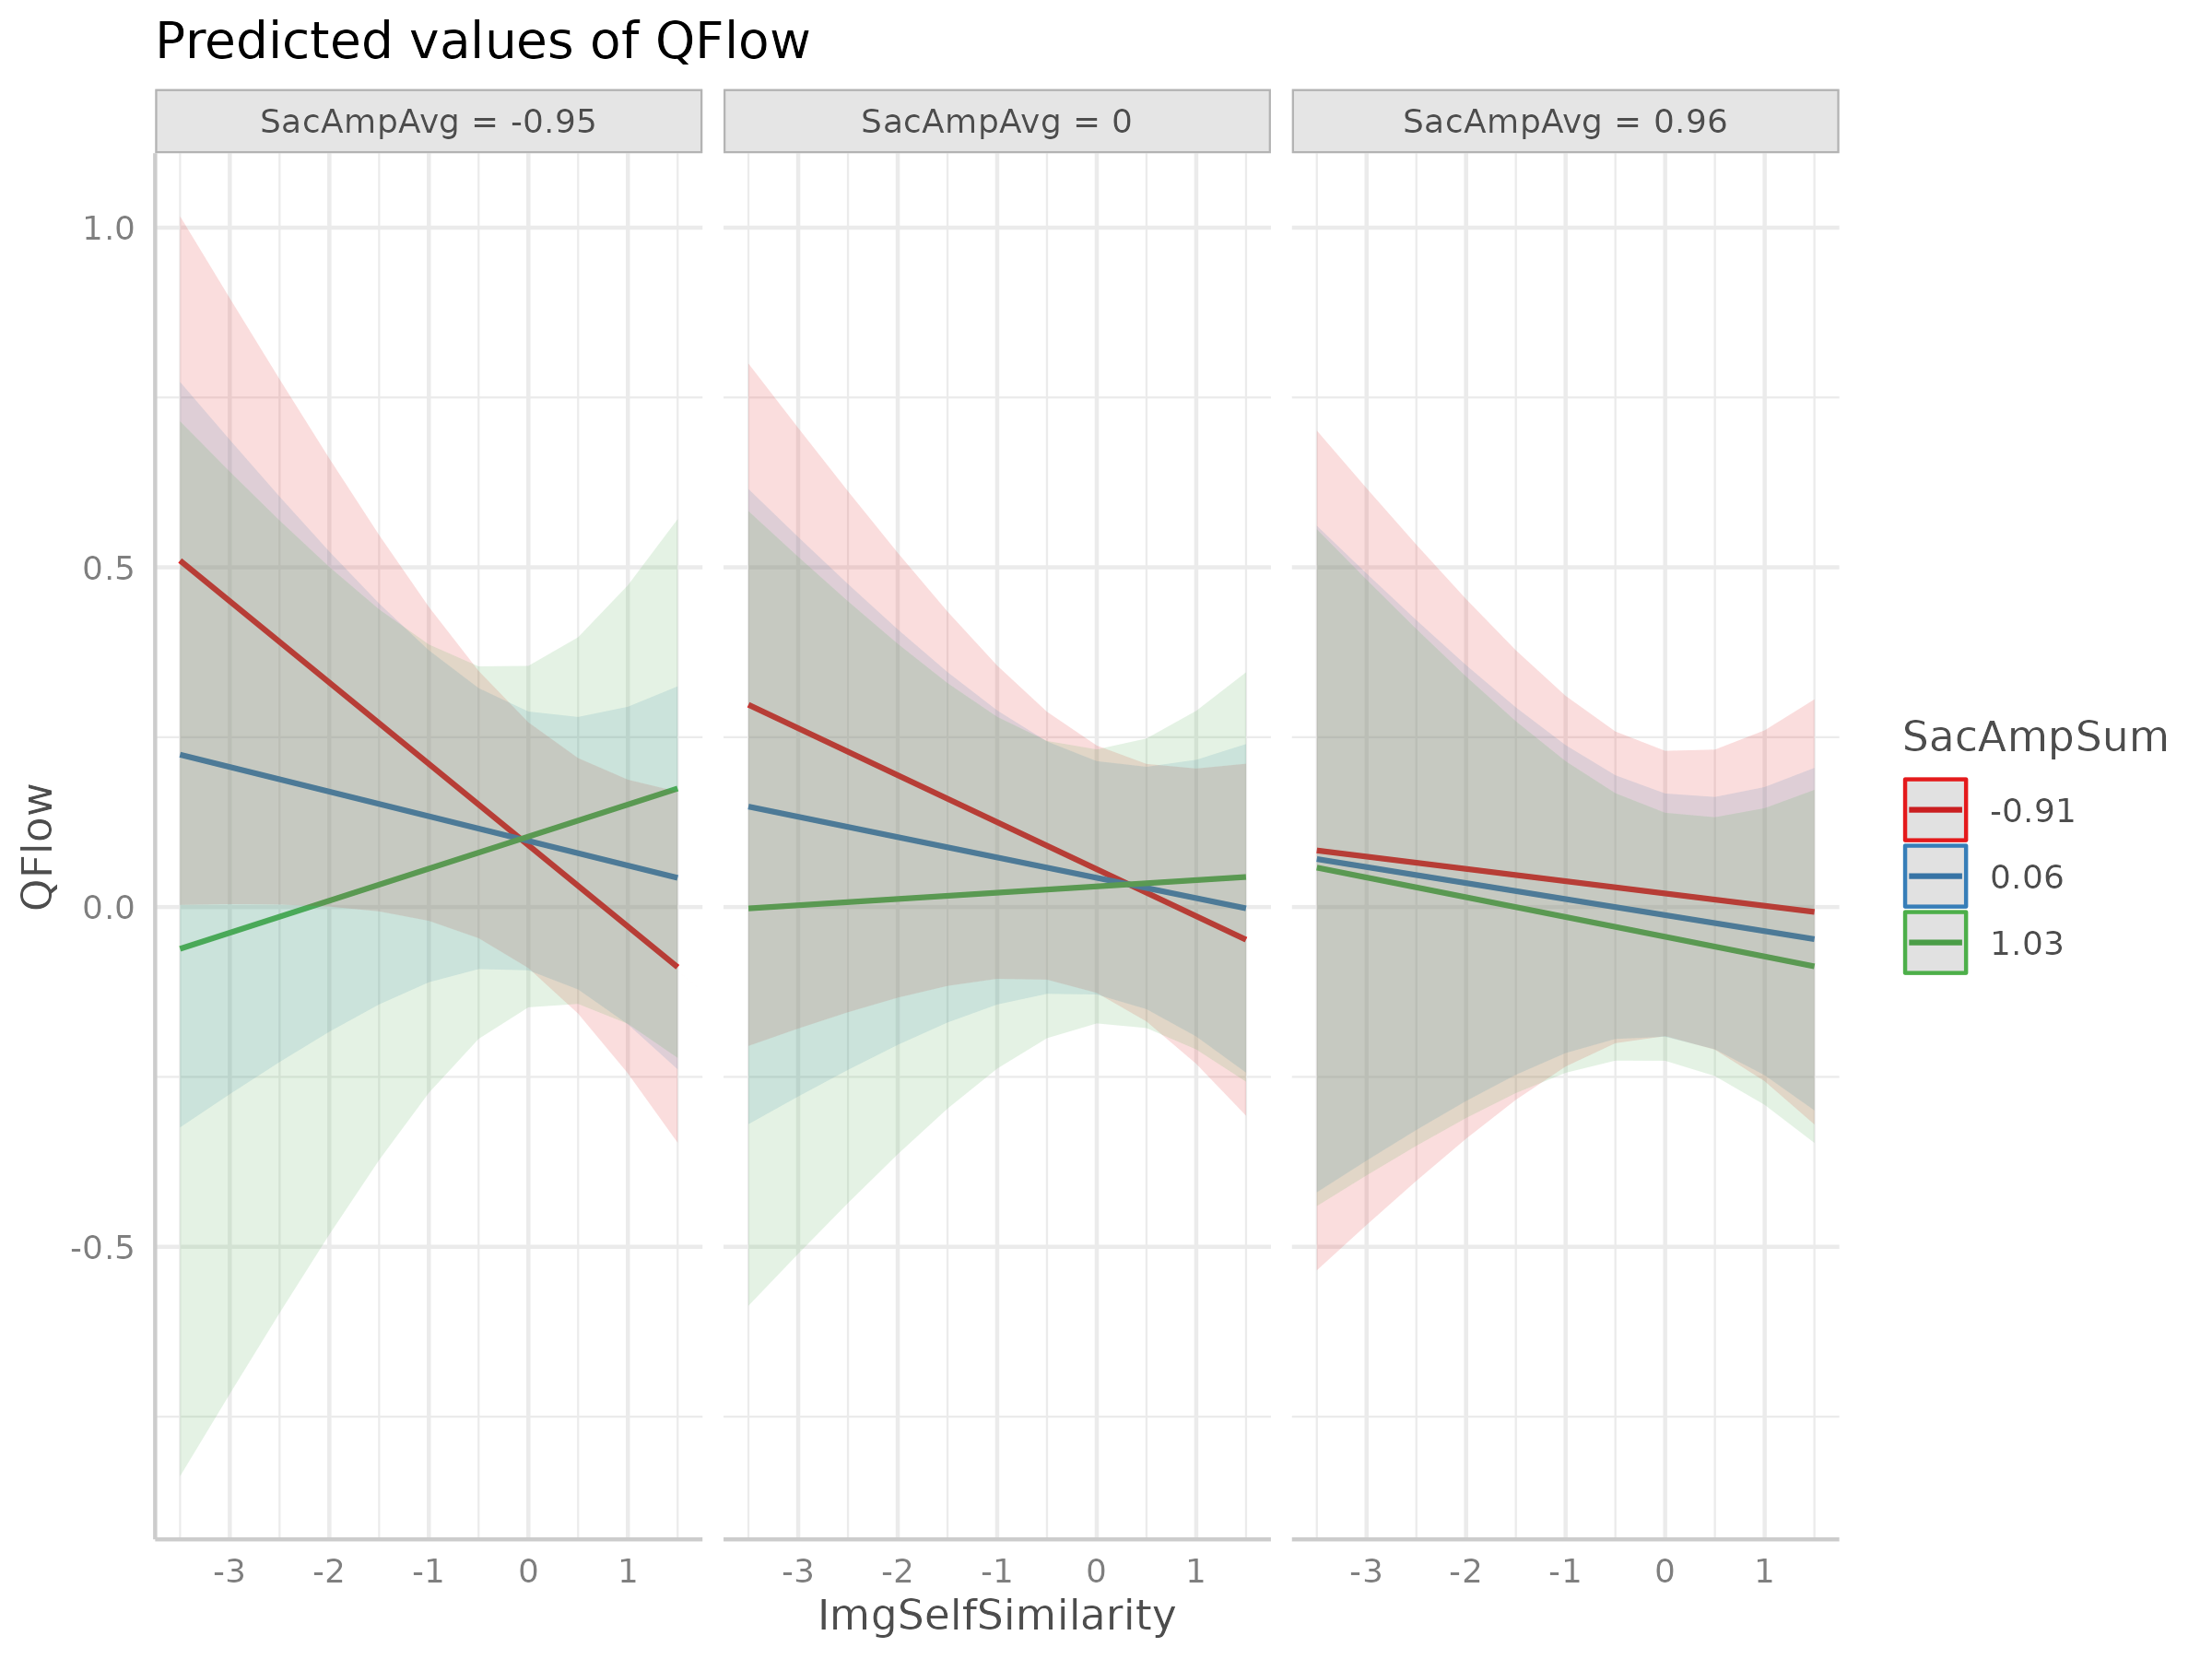 Predicted values of QFlow
SacAmpAvg = -0.95
SacAmpAvg = 0
SacAmpAvg = 0.96
1.0
0.5
0.0
-0.5
QFlow
-3 -2 -1 0 1
-3 -2 -1 0 1
-3 -2 -1 0 1
ImgSelfSimilarity
SacAmpSum
-0.91
0.06
1.03